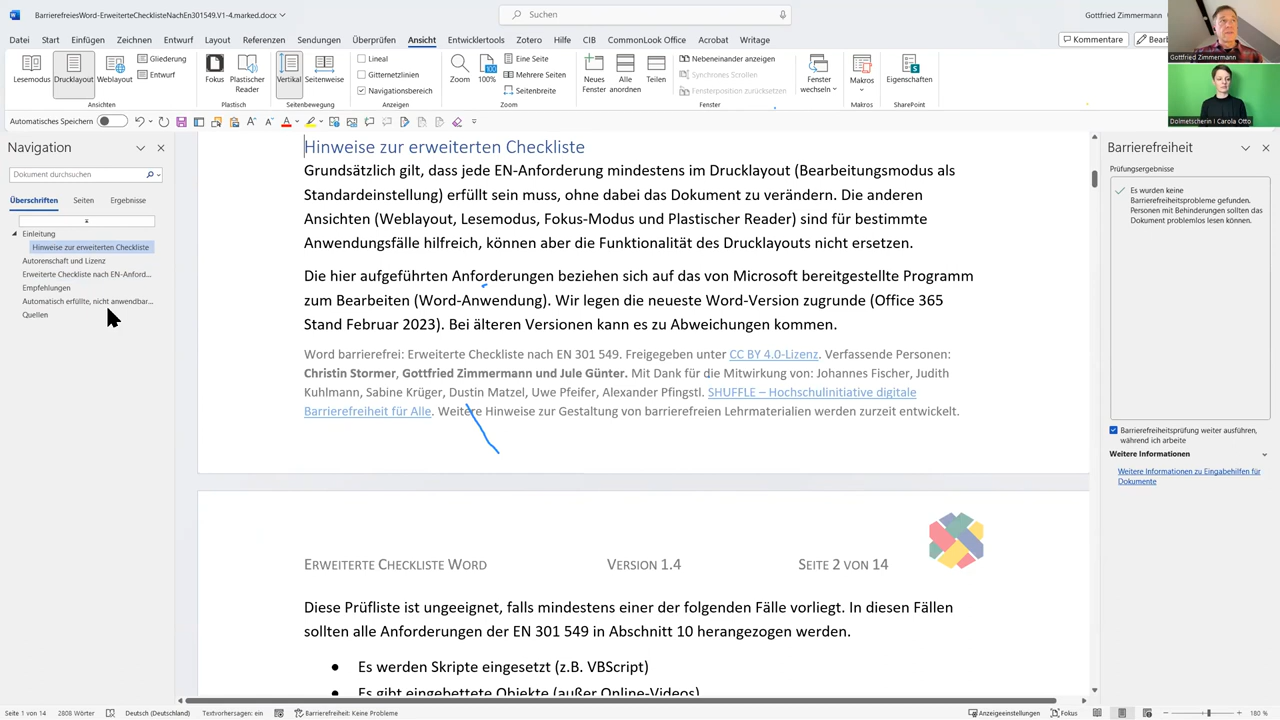 BarrierefreiesWord-ErweiterteChecklisteNachEn301549.V1-4.marked.docx
Suchen
Gottfried Zimmermann
Datei Start Einfügen Zeichnen Entwurf Layout Referenzen Sendungen Überprüfen Ansicht Entwicklertools Zotero Hilfe CIB CommonLook Office Acrobat Writage
Kommentare
Gottfried Zimmermann
Lesemodus Drucklayout Weblayout
Gliederung
Entwurf
Ansichten
Fokus Plastischer Reader
Plastisch
Vertikal Seitenweise
Seitenbewegung
Lineal
Gitternetzlinien
Navigationsbereich
Anzeigen
Zoom 100%
Eine Seite
Mehrere Seiten
Seitenbreite
Zoom
Neues Fenster Alle anordnen Teilen
Nebeneinander anzeigen
Synchrones Scrollen
Fensterposition zurücksetzen
Fenster wechseln
Fenster
Makros
Makros
Eigenschaften
SharePoint
Dolmetscherin I Carola Otto
Automatisches Speichern
Navigation
Dokument durchsuchen
Überschriften Seiten Ergebnisse
Einleitung
Hinweise zur erweiterten Checkliste
Autorenschaft und Lizenz
Erweiterte Checkliste nach EN-Anford...
Empfehlungen
Automatisch erfüllte, nicht anwendbar...
Quellen
Hinweise zur erweiterten Checkliste
Grundsätzlich gilt, dass jede EN-Anforderung mindestens im Drucklayout (Bearbeitungsmodus als
Standardeinstellung) erfüllt sein muss, ohne dabei das Dokument zu verändern. Die anderen
Ansichten (Weblayout, Lesemodus, Fokus-Modus und Plastischer Reader) sind für bestimmte
Anwendungsfälle hilfreich, können aber die Funktionalität des Drucklayouts nicht ersetzen.
Die hier aufgeführten Anforderungen beziehen sich auf das von Microsoft bereitgestellte Programm
zum Bearbeiten (Word-Anwendung). Wir legen die neueste Word-Version zugrunde (Office 365
Stand Februar 2023). Bei älteren Versionen kann es zu Abweichungen kommen.
Word barrierefrei: Erweiterte Checkliste nach EN 301 549. Freigegeben unter CC BY 4.0-Lizenz. Verfassende Personen:
Christin Stormer, Gottfried Zimmermann und Jule Günter. Mit Dank für die Mitwirkung von: Johannes Fischer, Judith
Kuhlmann, Sabine Krüger, Dustin Matzel, Uwe Pfeifer, Alexander Pfingstl. SHUFFLE – Hochschulinitiative digitale
Barrierefreiheit für Alle. Weitere Hinweise zur Gestaltung von barrierefreien Lehrmaterialien werden zurzeit entwickelt.
Erweiterte Checkliste Word Version 1.4 Seite 2 von 14
Diese Prüfliste ist ungeeignet, falls mindestens einer der folgenden Fälle vorliegt. In diesen Fällen
sollten alle Anforderungen der EN 301 549 in Abschnitt 10 herangezogen werden.
● Es werden Skripte eingesetzt (z.B. VBScript)
● Es gibt eingebettete Objekte (außer Online-Videos)
Barrierefreiheit
Prüfungsergebnisse
Es wurden keine
Barrierefreiheitsprobleme gefunden.
Personen mit Behinderungen sollten das
Dokument problemlos lesen können.
Barrierefreiheitsprüfung weiter ausführen,
während ich arbeite
Weitere Informationen
Weitere Informationen zu Eingabehilfen für
Dokumente
Seite 1 von 14 2808 Wörter Deutsch (Deutschland) Textvorhersagen: ein Barrierefreiheit: Keine Probleme Anzeigeeinstellungen Fokus 180 %